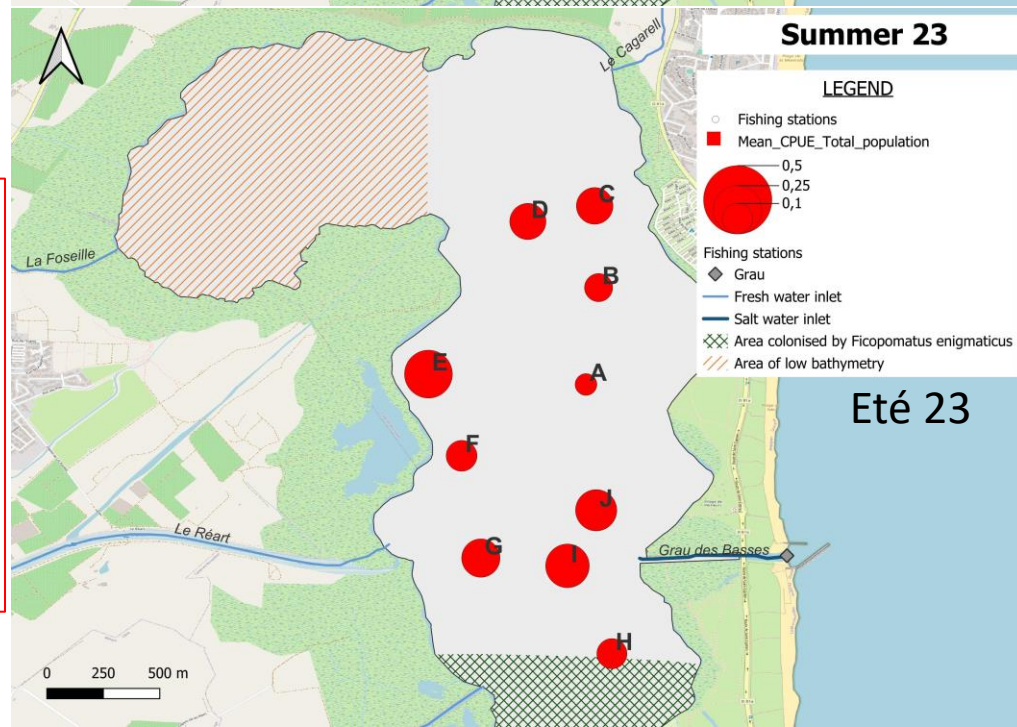 Summer 23
LEGEND
Fishing stations
Mean_CPUE_Total_population
0,5
0,25
0,1
Fishing stations
Grau
Fresh water inlet
Salt water inlet
Area colonised by Ficopomatus enigmaticus
Area of low bathymetry
Eté 23
Le Cagarell
La Foseille
Le Réart
Grau des Basses
C
D
B
E
A
F
J
G
I
H
0 250 500 m